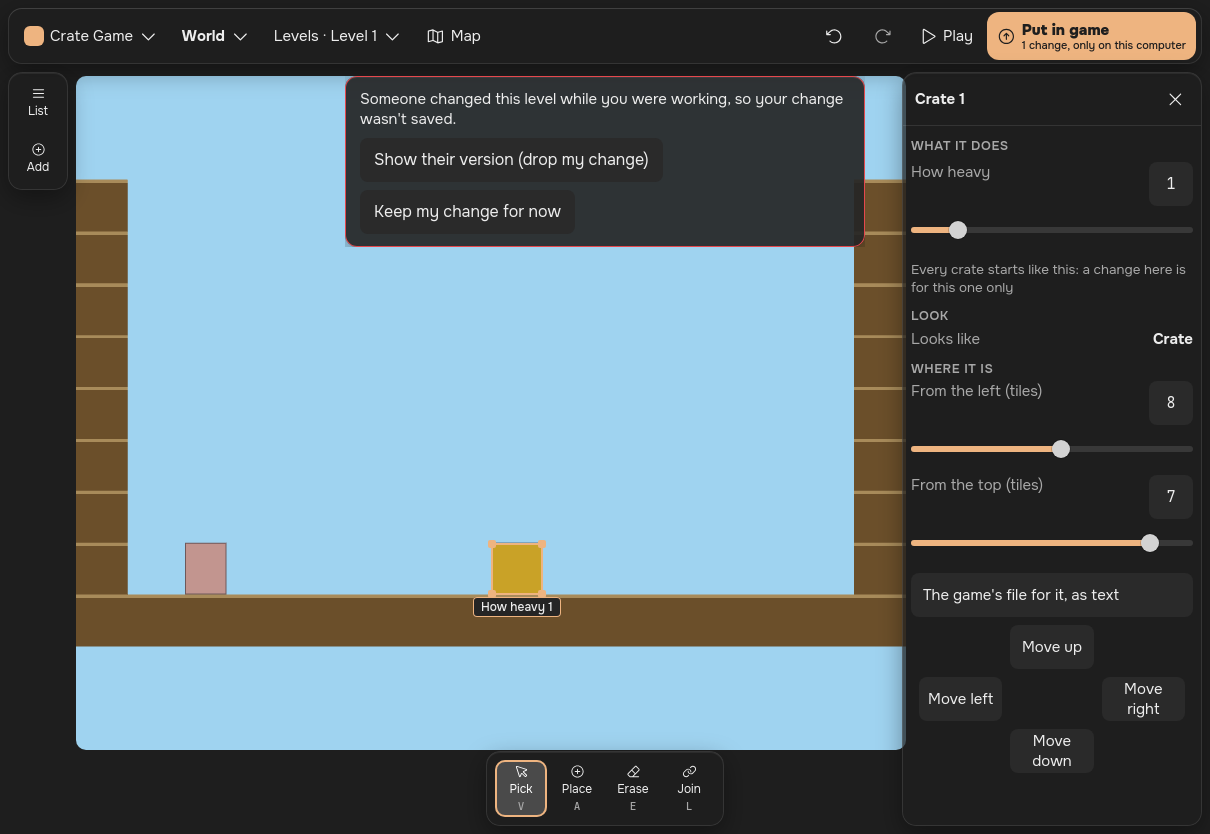 Crate Game
World
Levels · Level 1
Map
Play
Put in game
1 change, only on this computer
List
Add
Someone changed this level while you were working, so your change
wasn't saved.
Show their version (drop my change)
Keep my change for now
How heavy 1
Crate 1
WHAT IT DOES
How heavy
1
Every crate starts like this: a change here is
for this one only
LOOK
Looks like
Crate
WHERE IT IS
From the left (tiles)
8
From the top (tiles)
7
The game's file for it, as text
Move up
Move left
Move
right
Move
down
Pick
V
Place
A
Erase
E
Join
L